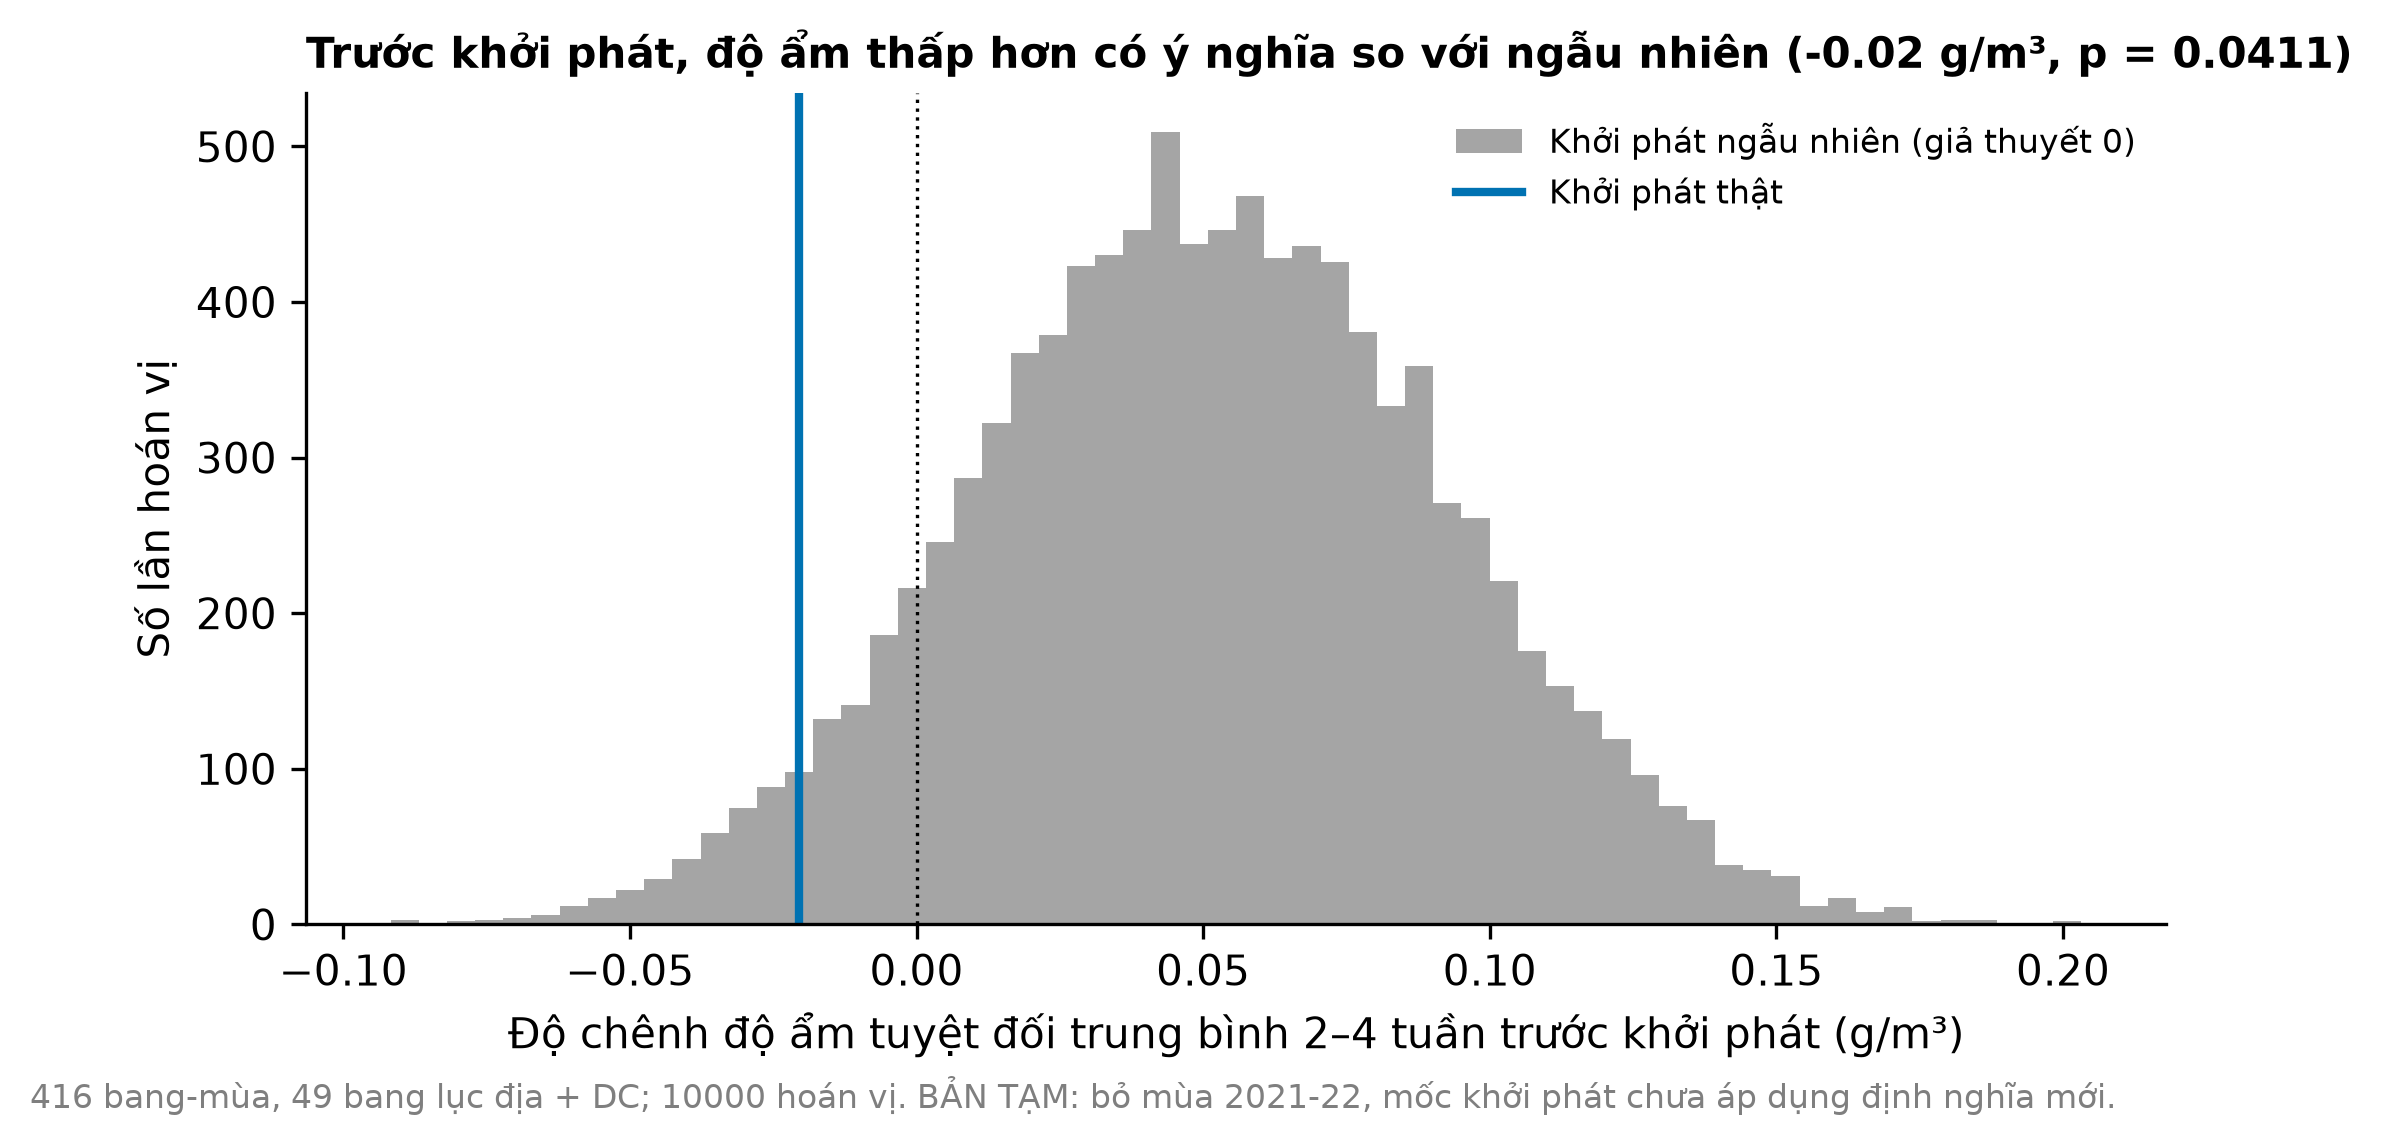 Trước khởi phát, độ ẩm thấp hơn có ý nghĩa so với ngẫu nhiên (-0.02 g/m³, p = 0.0411)
Khởi phát ngẫu nhiên (giả thuyết 0)
Khởi phát thật
Số lần hoán vị
500
400
300
200
100
0
−0.10
−0.05
0.00
0.05
0.10
0.15
0.20
Độ chênh độ ẩm tuyệt đối trung bình 2–4 tuần trước khởi phát (g/m³)
416 bang-mùa, 49 bang lục địa + DC; 10000 hoán vị. BẢN TẠM: bỏ mùa 2021-22, mốc khởi phát chưa áp dụng định nghĩa mới.